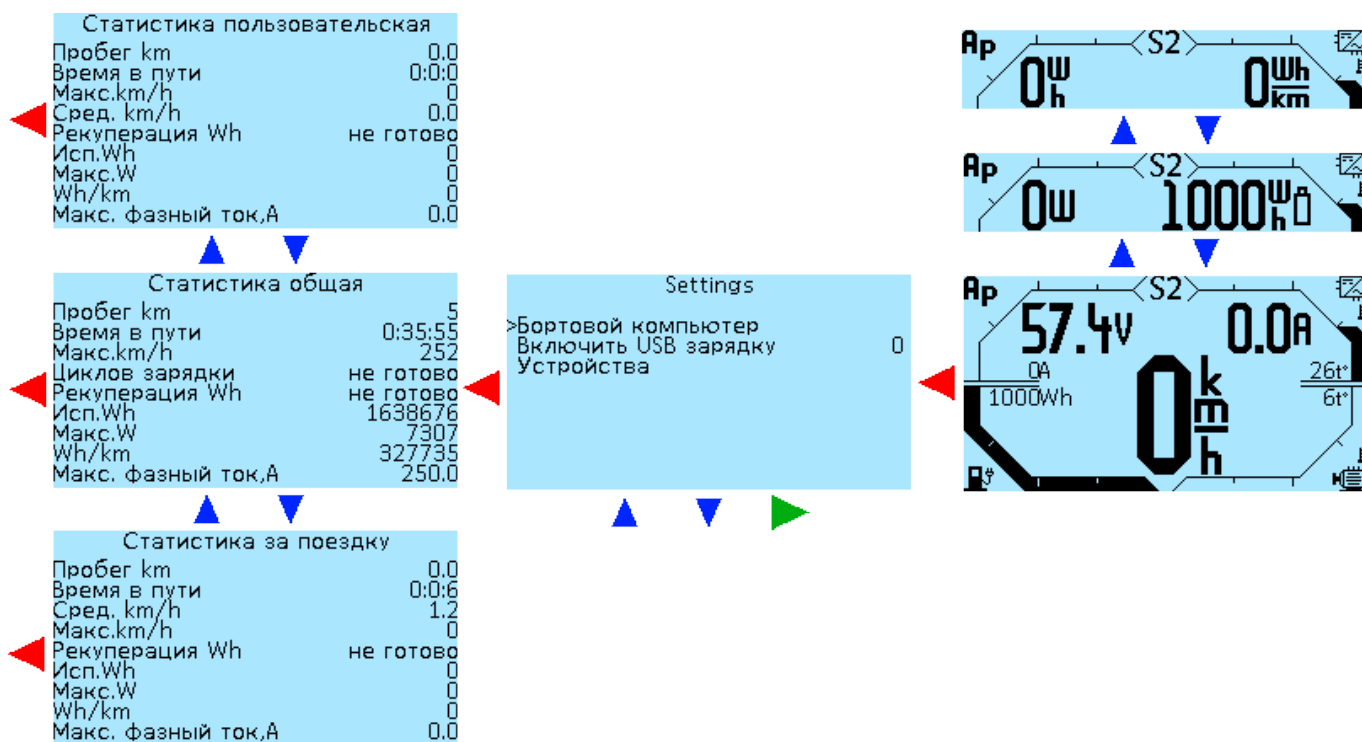 Статистика пользовательская
Пробег km 0.0
Время в пути 0:0:0
Макс.km/h 0
Сред. km/h 0.0
Рекуперация Wh не готово
Исп.Wh 0
Макс.W 0
Wh/km 0
Макс. фазный ток,А 0.0
Статистика общая
Пробег km 5
Время в пути 0:35:55
Макс.km/h 252
Циклов зарядки не готово
Рекуперация Wh не готово
Исп.Wh 1638676
Макс.W 7307
Wh/km 327735
Макс. фазный ток,А 250.0
Статистика за поездку
Пробег km 0.0
Время в пути 0:0:6
Сред. km/h 1.2
Макс.km/h 0
Рекуперация Wh не готово
Исп.Wh 0
Макс.W 0
Wh/km 0
Макс. фазный ток,А 0.0
Settings
>Бортовой компьютер
Включить USB зарядку 0
Устройства
Ap S2
0 W h 0 Wh km
Ap S2
0W 1000 W h
Ap S2
57.4V 0.0A
0A 26t°
1000Wh 6t°
0 km h